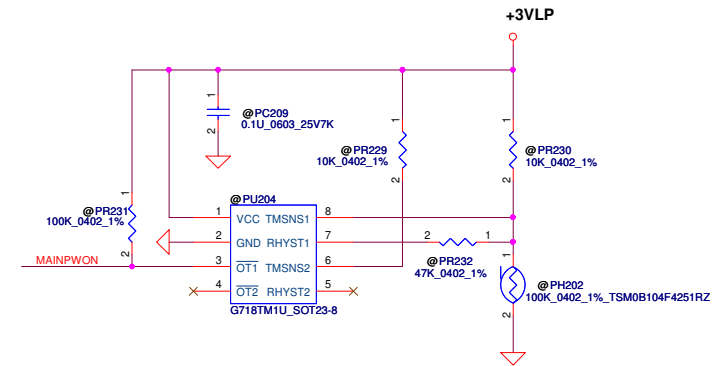 +3VLP
1
@PC209
0.1U_0603_25V7K
2
1
@PR229
10K_0402_1%
2
1
@PR230
10K_0402_1%
2
1
@PR231
100K_0402_1%
2
@PU204
1 VCC TMSNS1 8
2 GND RHYST1 7
3 OT1 TMSNS2 6
4 OT2 RHYST2 5
G718TM1U_SOT23-8
MAINPWON
2 1
@PR232
47K_0402_1%
1
@PH202
100K_0402_1%_TSM0B104F4251RZ
2